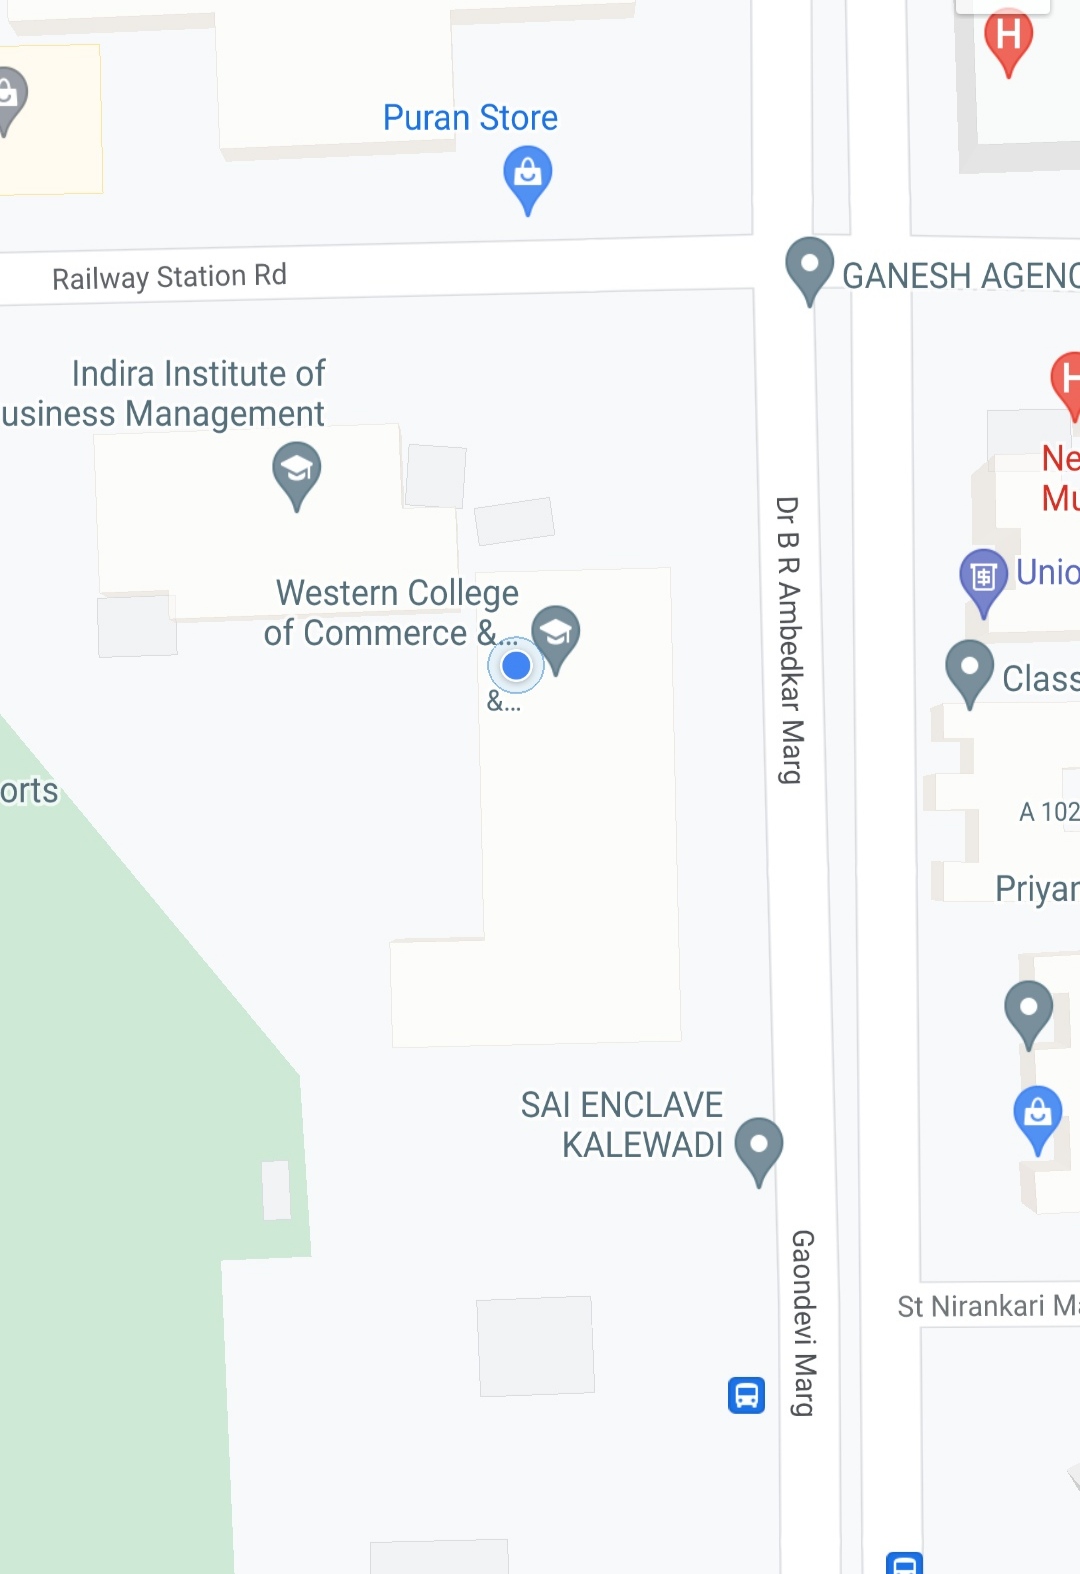 H
Puran Store
Railway Station Rd
GANESH AGENC
Indira Institute of
usiness Management
H
Ne
Mu
Dr B R Ambedkar Marg
Unio
Western College
of Commerce &...
&...
Class
orts
A 102
Priyar
SAI ENCLAVE
KALEWADI
Gaondevi Marg
St Nirankari Ma